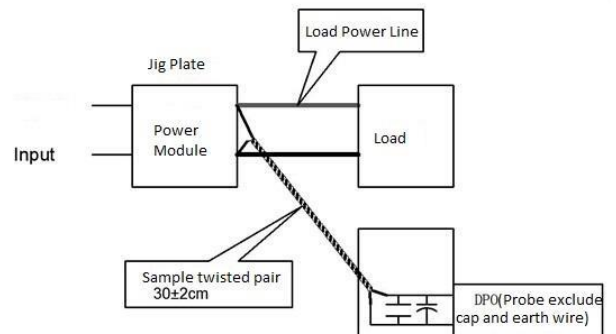 Load Power Line
Jig Plate
Power
Module
Load
Input
Sample twisted pair
30±2cm
DPO(Probe exclude
cap and earth wire)